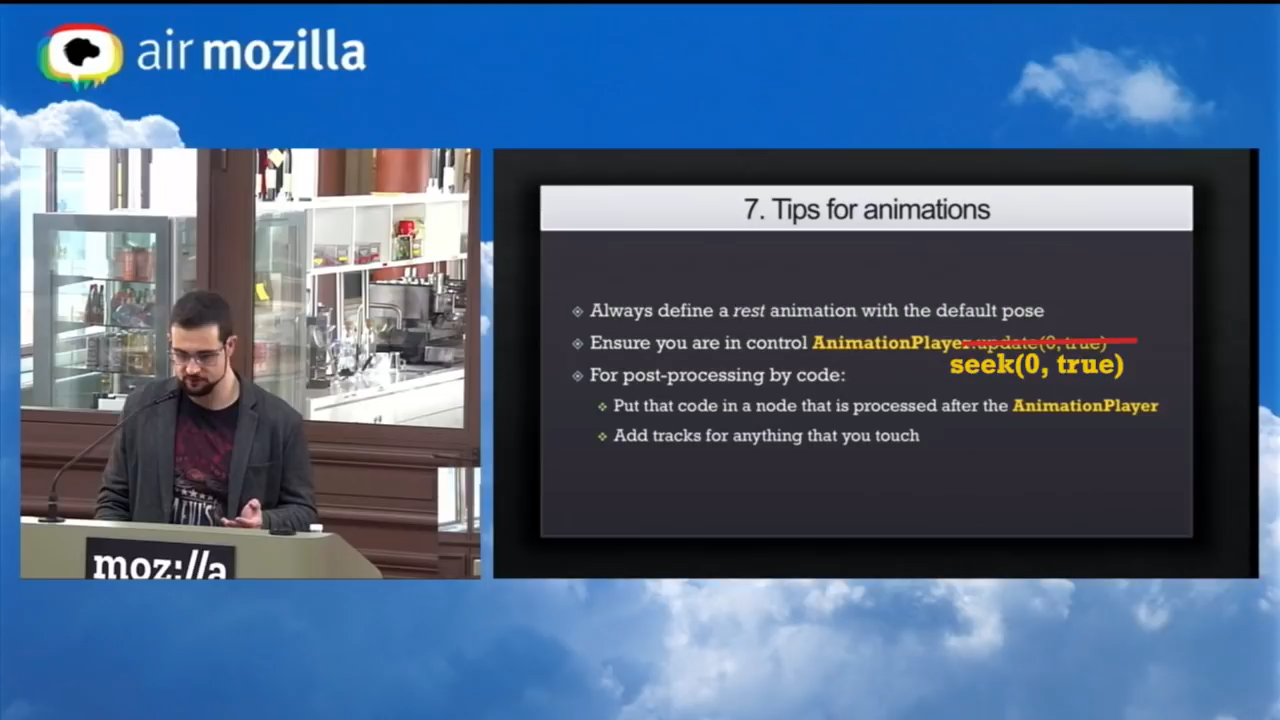 air mozilla
7. Tips for animations
Always define a rest animation with the default pose
Ensure you are in control AnimationPlayer.update(0, true)
seek(0, true)
For post-processing by code:
Put that code in a node that is processed after the AnimationPlayer
Add tracks for anything that you touch
LEVI'S
moz://a